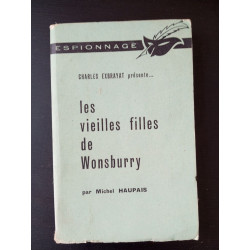 ESPIONNAGE
CHARLES EXBRAYAT présente...
les
vieilles filles
de
Wonsburry
par Michel HAUPAIS